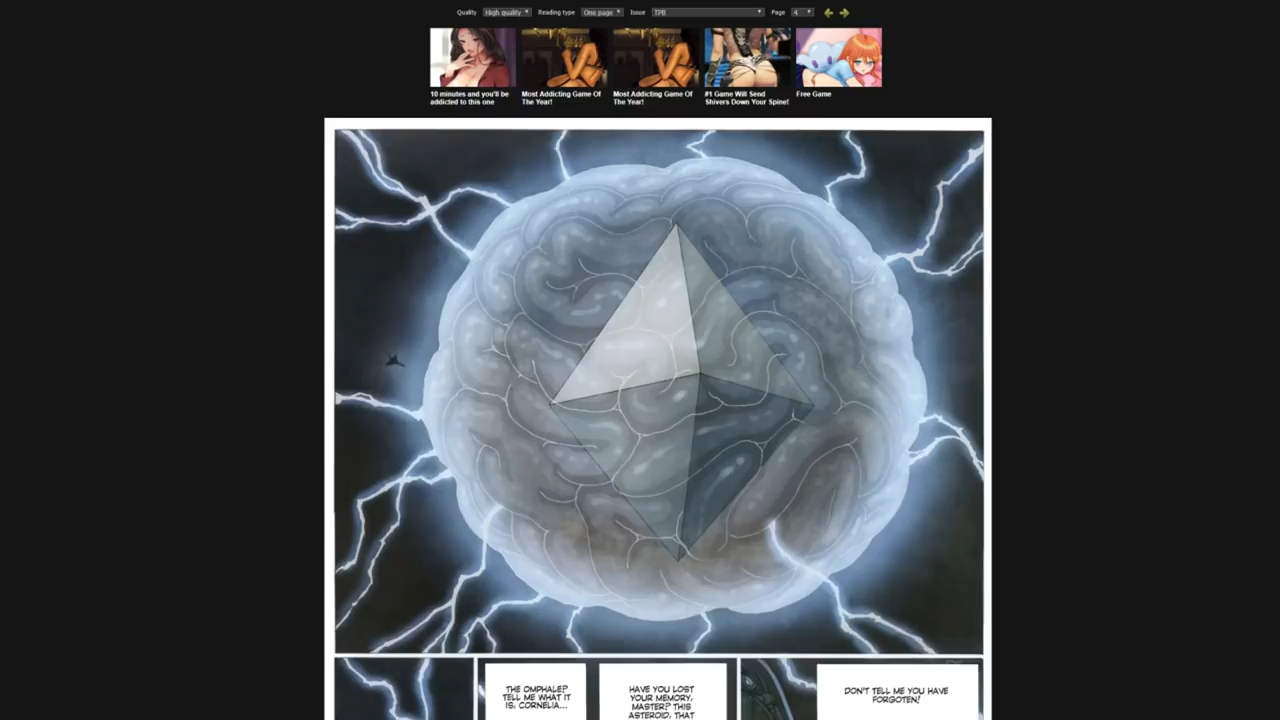 Quality High quality Reading type One page Issue TPB Page 4
10 minutes and you'll be
addicted to this one
Most Addicting Game Of
The Year!
Most Addicting Game Of
The Year!
#1 Game Will Send
Shivers Down Your Spine!
Free Game
THE OMPHALE?
TELL ME WHAT IT
IS, CORNELIA...
HAVE YOU LOST
YOUR MEMORY,
MASTER? THIS
ASTEROID, THAT
DON'T TELL ME YOU HAVE
FORGOTEN!